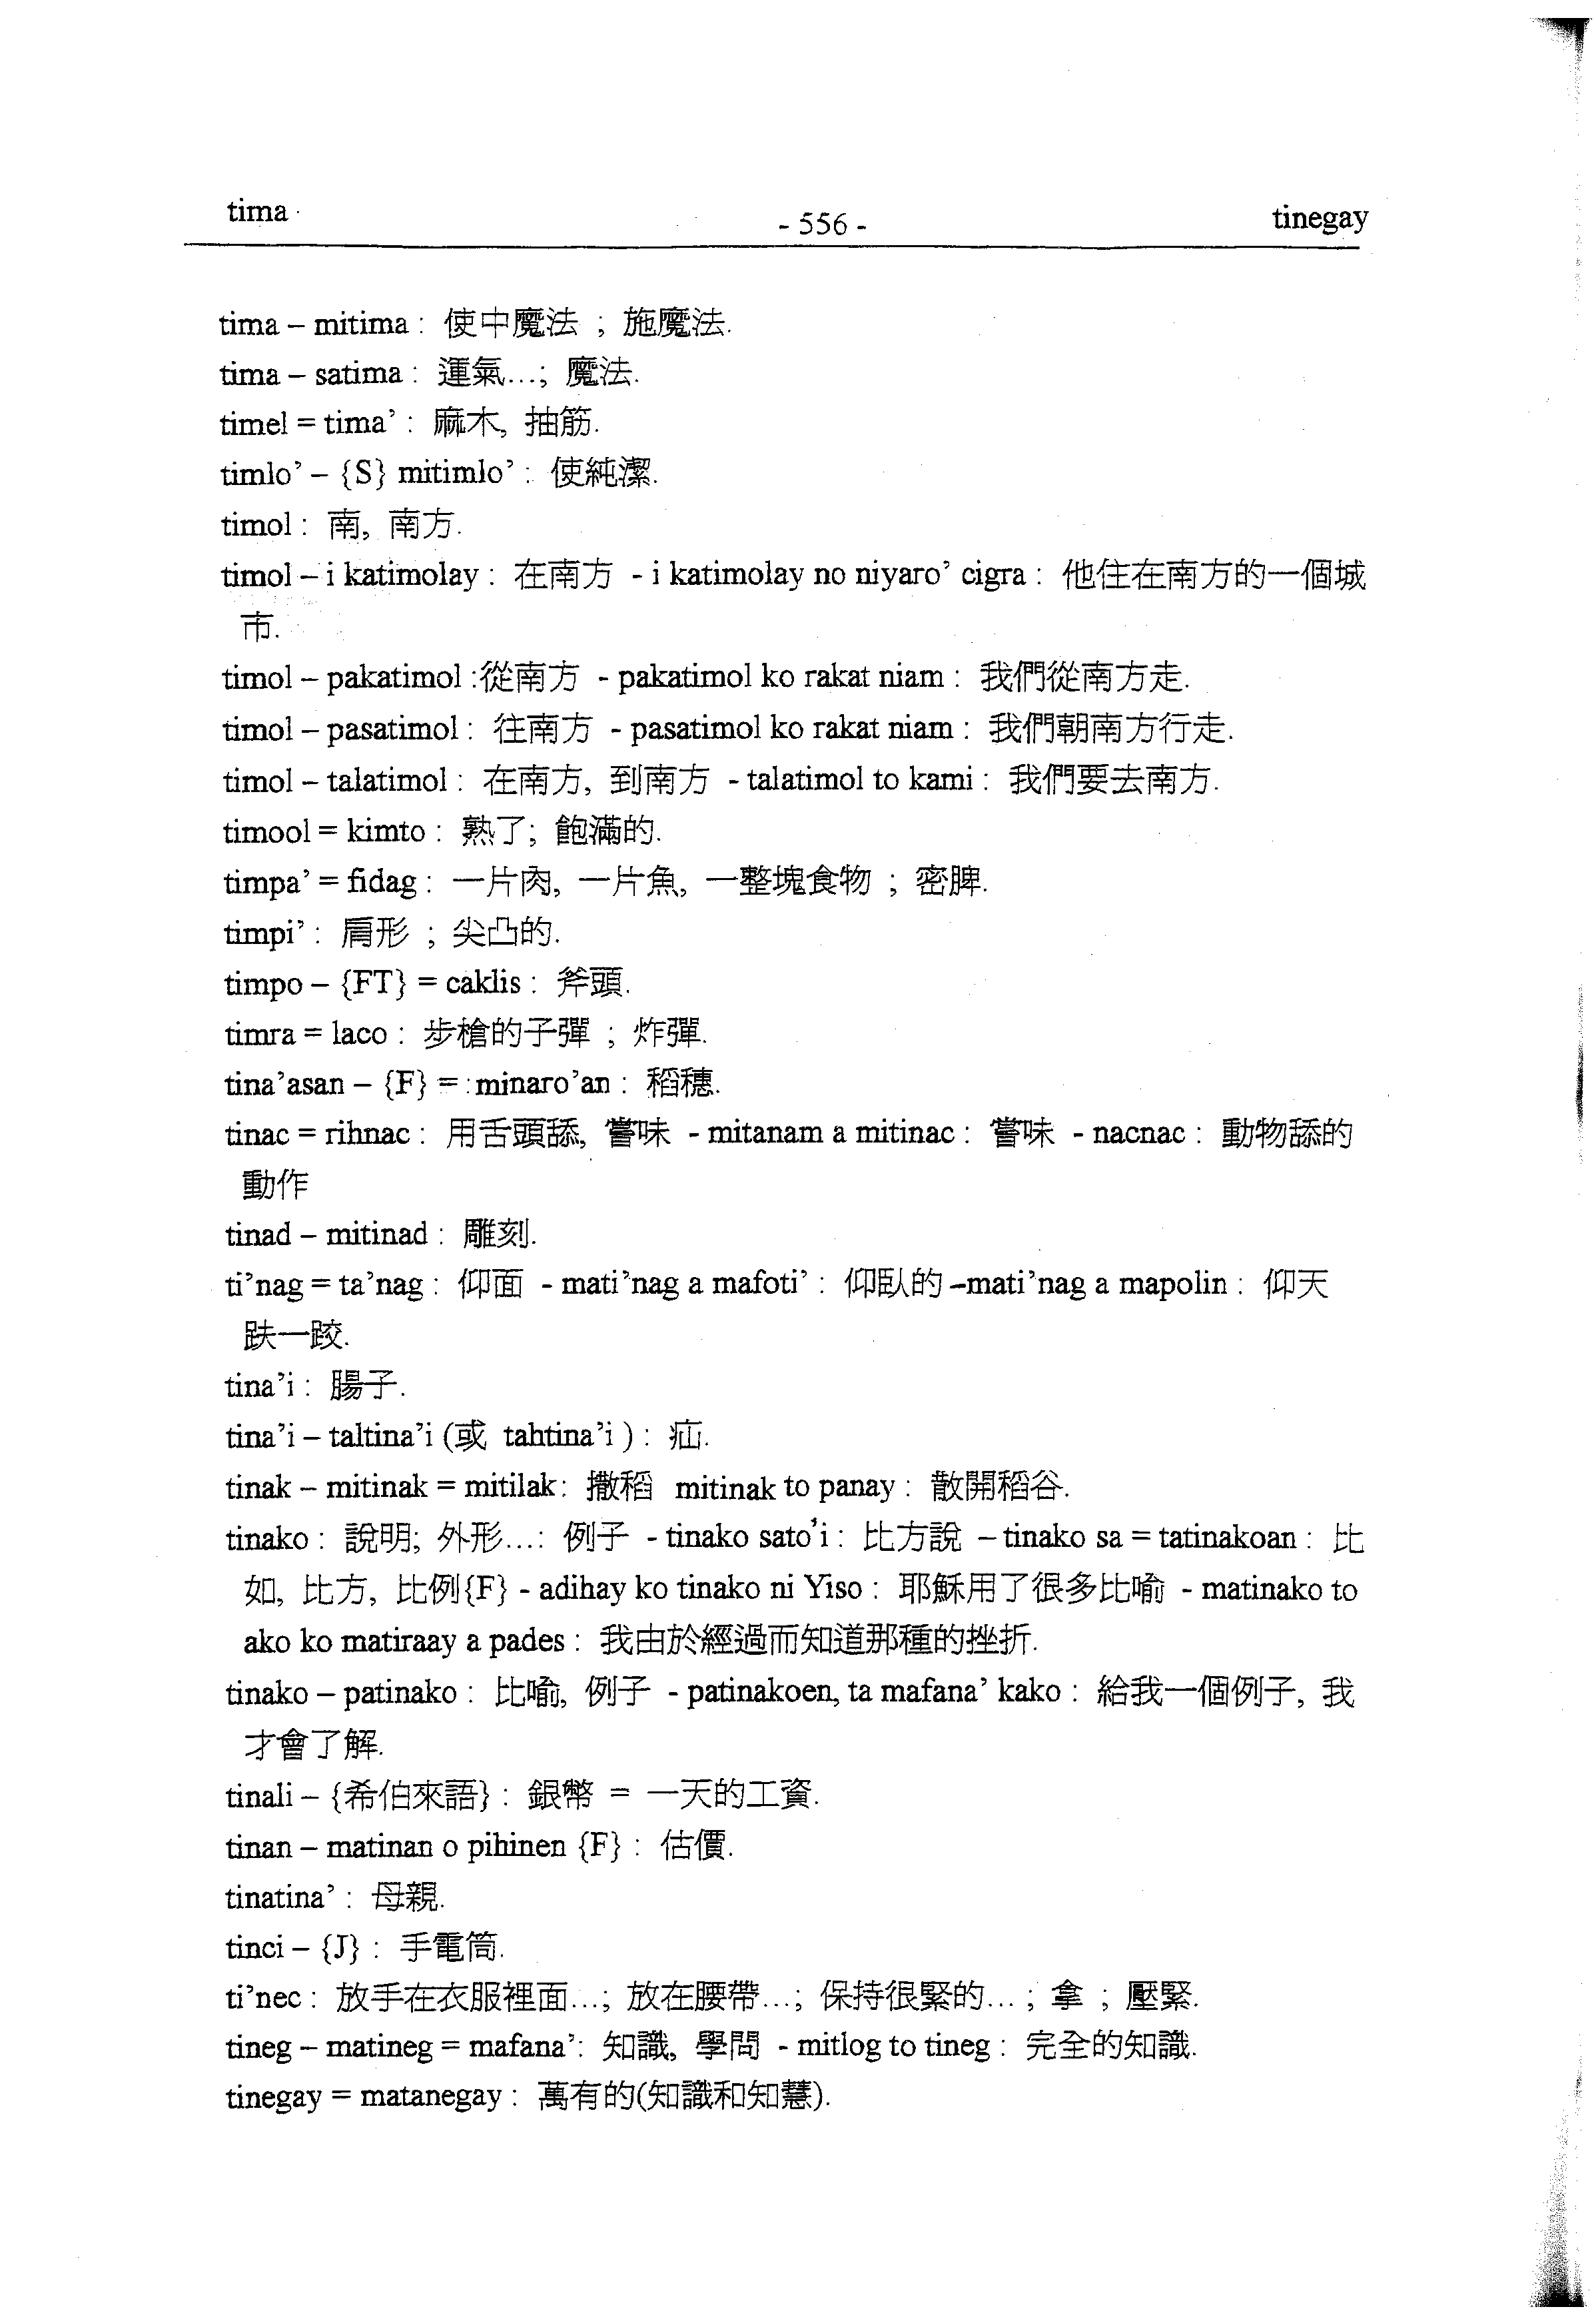 tima
- 556 -
tinegay
tima – mitima : 使中魔法 ; 施魔法.
tima – satima : 運氣...; 魔法.
timel = tima’ : 麻木, 抽筋.
timlo’ – {S} mitimlo’ : 使純潔.
timol : 南, 南方.
timol – i katimolay : 在南方 - i katimolay no niyaro’ cigra : 他住在南方的一個城
市.
timol – pakatimol :從南方 - pakatimol ko rakat niam : 我們從南方走.
timol – pasatimol : 往南方 - pasatimol ko rakat niam : 我們朝南方行走.
timol – talatimol : 在南方, 到南方 - talatimol to kami : 我們要去南方.
timool = kimto : 熟了; 飽滿的.
timpa’ = fidag : 一片肉, 一片魚, 一整塊食物 ; 密脾.
timpi’ : 肩形 ; 尖凸的.
timpo – {FT} = caklis : 斧頭.
timra = laco : 步槍的子彈 ; 炸彈.
tina’asan – {F} = : minaro’an : 稻穗.
tinac = rihnac : 用舌頭舔, 嘗味 - mitanam a mitinac : 嘗味 - nacnac : 動物舔的
動作
tinad – mitinad : 雕刻.
ti’nag = ta’nag : 仰面 - mati’nag a mafoti’ : 仰臥的 –mati’nag a mapolin : 仰天
趺一跤.
tina’i : 腸子.
tina’i – taltina’i (或 tahtina’i ) : 疝.
tinak – mitinak = mitilak : 撒稻 mitinak to panay : 散開稻谷.
tinako : 說明; 外形...: 例子 - tinako sato’i : 比方說 – tinako sa = tatinakoan : 比
如, 比方, 比例{F} - adihay ko tinako ni Yiso : 耶穌用了很多比喻 - matinako to
ako ko matiraay a pades : 我由於經過而知道那種的挫折.
tinako – patinako : 比喻, 例子 - patinakoen, ta mafana’ kako : 給我一個例子, 我
才會了解.
tinali – {希伯來語} : 銀幣 = 一天的工資.
tinan – matinan o pihinen {F} : 估價.
tinatina’ : 母親.
tinci – {J} : 手電筒.
ti’nec : 放手在衣服裡面...; 放在腰帶...; 保持很緊的... ; 拿 ; 壓緊.
tineg – matineg = mafana’: 知識, 學問 - mitlog to tineg : 完全的知識.
tinegay = matanegay : 萬有的(知識和知慧).